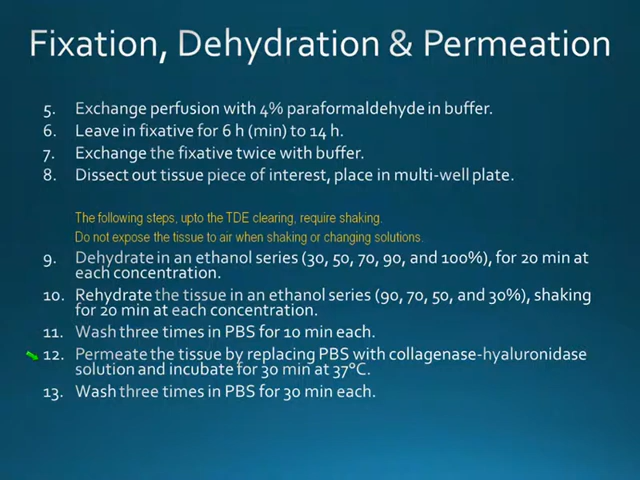 Fixation, Dehydration & Permeation
5. Exchange perfusion with 4% paraformaldehyde in buffer.
6. Leave in fixative for 6 h (min) to 14 h.
7. Exchange the fixative twice with buffer.
8. Dissect out tissue piece of interest, place in multi-well plate.
The following steps, upto the TDE clearing, require shaking.
Do not expose the tissue to air when shaking or changing solutions.
9. Dehydrate in an ethanol series (30, 50, 70, 90, and 100%), for 20 min at
each concentration.
10. Rehydrate the tissue in an ethanol series (90, 70, 50, and 30%), shaking
for 20 min at each concentration.
11. Wash three times in PBS for 10 min each.
12. Permeate the tissue by replacing PBS with collagenase-hyaluronidase
solution and incubate for 30 min at 37°C.
13. Wash three times in PBS for 30 min each.